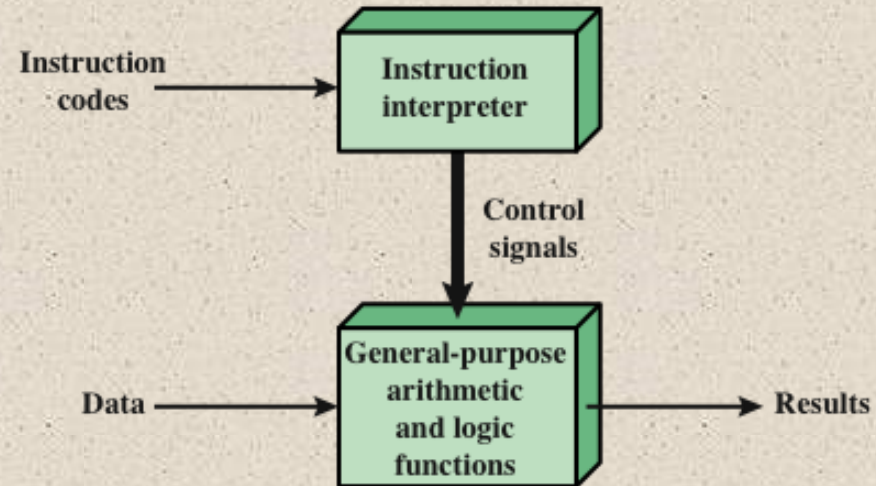 Instruction
codes
Instruction
interpreter
Control
signals
Data
General-purpose
arithmetic
and logic
functions
Results